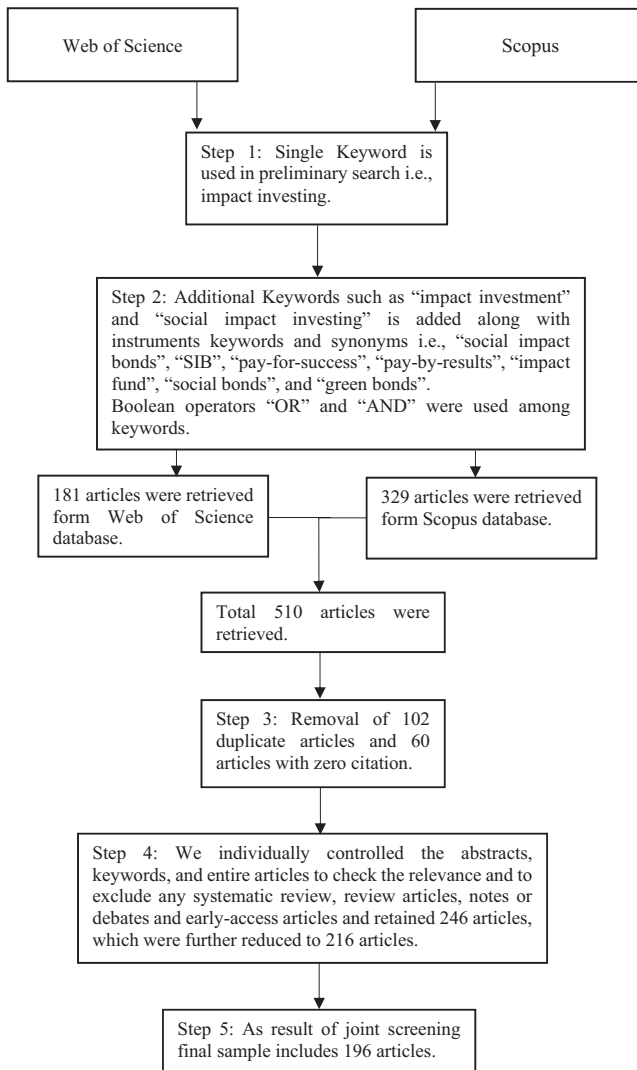 Web of Science
Scopus
Step 1: Single Keyword is
used in preliminary search i.e.,
impact investing.
Step 2: Additional Keywords such as “impact investment”
and “social impact investing” is added along with
instruments keywords and synonyms i.e., “social impact
bonds”, “SIB”, “pay-for-success”, “pay-by-results”, “impact
fund”, “social bonds”, and “green bonds”.
Boolean operators “OR” and “AND” were used among
keywords.
181 articles were retrieved
form Web of Science
database.
329 articles were retrieved
form Scopus database.
Total 510 articles were
retrieved.
Step 3: Removal of 102
duplicate articles and 60
articles with zero citation.
Step 4: We individually controlled the abstracts,
keywords, and entire articles to check the relevance and to
exclude any systematic review, review articles, notes or
debates and early-access articles and retained 246 articles,
which were further reduced to 216 articles.
Step 5: As result of joint screening
final sample includes 196 articles.